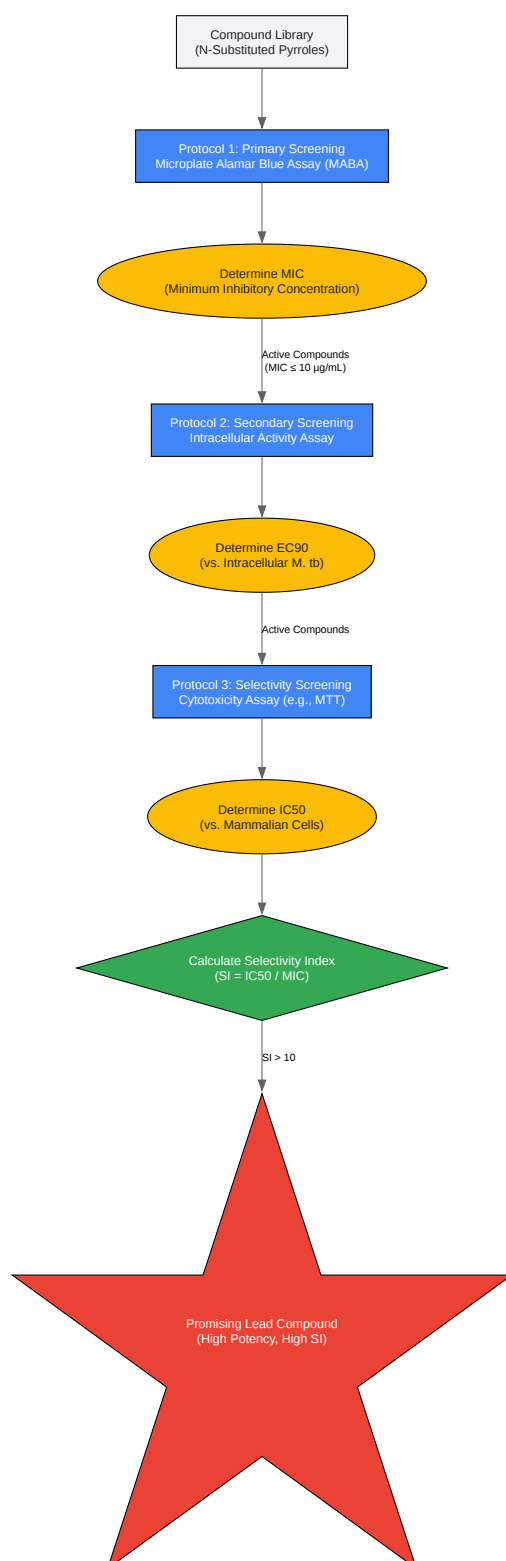 Compound Library
(N-Substituted Pyrroles)
Protocol 1: Primary Screening
Microplate Alamar Blue Assay (MABA)
Determine MIC
(Minimum Inhibitory Concentration)
Active Compounds
(MIC ≤ 10 µg/mL)
Protocol 2: Secondary Screening
Intracellular Activity Assay
Determine EC90
(vs. Intracellular M. tb)
Active Compounds
Protocol 3: Selectivity Screening
Cytotoxicity Assay (e.g., MTT)
Determine IC50
(vs. Mammalian Cells)
Calculate Selectivity Index
(SI = IC50 / MIC)
SI > 10
Promising Lead Compound
(High Potency, High SI)